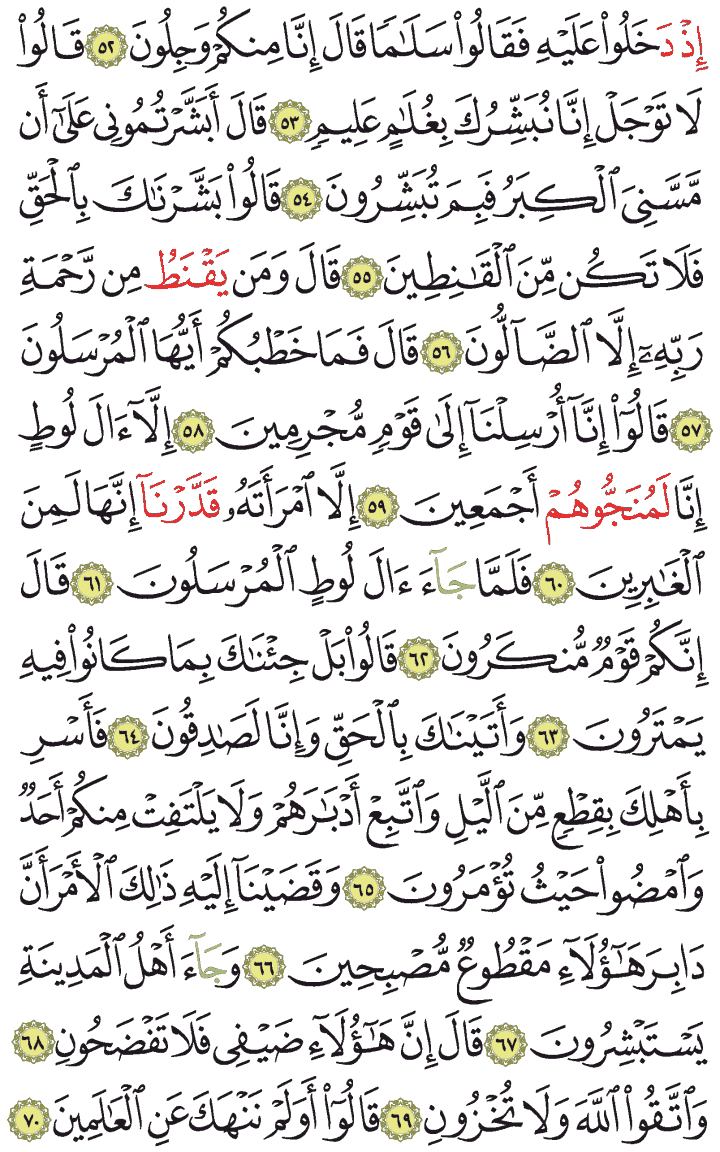 إِذۡ دَخَلُواْ عَلَيۡهِ فَقَالُواْ سَلَٰمٗا قَالَ إِنَّا مِنكُمۡ وَجِلُونَ ٥٢ قَالُواْ
لَا تَوۡجَلۡ إِنَّا نُبَشِّرُكَ بِغُلَٰمٍ عَلِيمٖ ٥٣ قَالَ أَبَشَّرۡتُمُونِي عَلَىٰٓ أَن
مَّسَّنِيَ ٱلۡكِبَرُ فَبِمَ تُبَشِّرُونَ ٥٤ قَالُواْ بَشَّرۡنَٰكَ بِٱلۡحَقِّ
فَلَا تَكُن مِّنَ ٱلۡقَٰنِطِينَ ٥٥ قَالَ وَمَن يَقۡنَطُ مِن رَّحۡمَةِ
رَبِّهِۦٓ إِلَّا ٱلضَّآلُّونَ ٥٦ قَالَ فَمَا خَطۡبُكُمۡ أَيُّهَا ٱلۡمُرۡسَلُونَ
٥٧ قَالُوٓاْ إِنَّآ أُرۡسِلۡنَآ إِلَىٰ قَوۡمٖ مُّجۡرِمِينَ ٥٨ إِلَّآ ءَالَ لُوطٍ
إِنَّا لَمُنَجُّوهُمۡ أَجۡمَعِينَ ٥٩ إِلَّا ٱمۡرَأَتَهُۥ قَدَّرۡنَآ إِنَّهَا لَمِنَ
ٱلۡغَٰبِرِينَ ٦٠ فَلَمَّا جَآءَ ءَالَ لُوطٍ ٱلۡمُرۡسَلُونَ ٦١ قَالَ
إِنَّكُمۡ قَوۡمٞ مُّنكَرُونَ ٦٢ قَالُواْ بَلۡ جِئۡنَٰكَ بِمَا كَانُواْ فِيهِ
يَمۡتَرُونَ ٦٣ وَأَتَيۡنَٰكَ بِٱلۡحَقِّ وَإِنَّا لَصَٰدِقُونَ ٦٤ فَأَسۡرِ
بِأَهۡلِكَ بِقِطۡعٖ مِّنَ ٱلَّيۡلِ وَٱتَّبِعۡ أَدۡبَٰرَهُمۡ وَلَا يَلۡتَفِتۡ مِنكُمۡ أَحَدٞ
وَٱمۡضُواْ حَيۡثُ تُؤۡمَرُونَ ٦٥ وَقَضَيۡنَآ إِلَيۡهِ ذَٰلِكَ ٱلۡأَمۡرَ أَنَّ
دَابِرَ هَٰٓؤُلَآءِ مَقۡطُوعٞ مُّصۡبِحِينَ ٦٦ وَجَآءَ أَهۡلُ ٱلۡمَدِينَةِ
يَسۡتَبۡشِرُونَ ٦٧ قَالَ إِنَّ هَٰٓؤُلَآءِ ضَيۡفِي فَلَا تَفۡضَحُونِ ٦٨
وَٱتَّقُواْ ٱللَّهَ وَلَا تُخۡزُونِ ٦٩ قَالُوٓاْ أَوَلَمۡ نَنۡهَكَ عَنِ ٱلۡعَٰلَمِينَ ٧٠